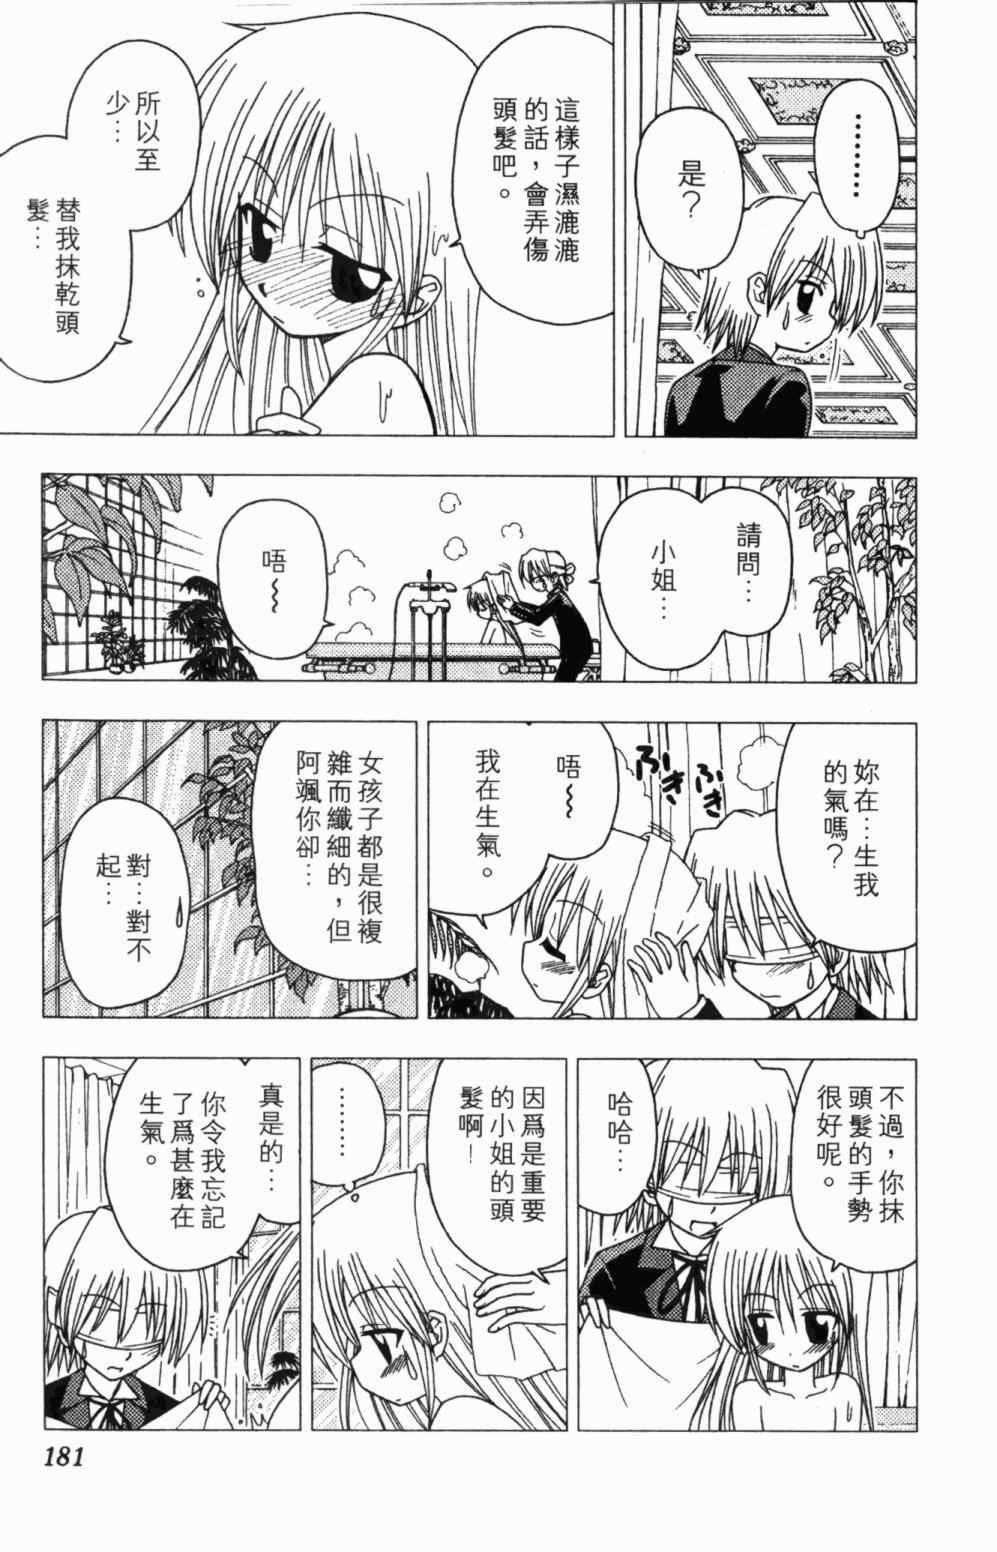 ………
是？
這樣子濕漉漉
的話，會弄傷
頭髮吧。
所以至
少…
替我抹乾頭
髮…
請問…
小姐…
唔～
妳在…生我
的氣嗎？
ふき
ふき
唔～
我在生氣。
女孩子都是很複
雜而纖細的，但
阿颯你卻…
對…對不
起…
不過，你抹
頭髮的手勢
很好呢。
哈哈…
因爲是重要
的小姐的頭
髮啊！
………
真是的…
你令我忘記
了爲甚麼在
生氣。
181